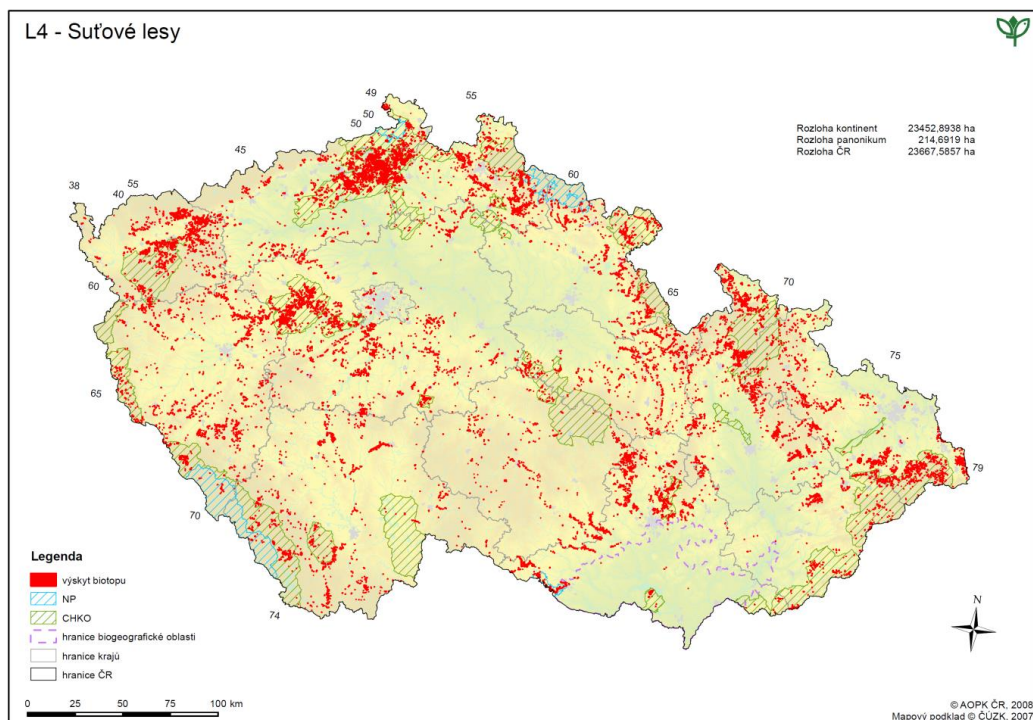 L4 - Suťové lesy
Rozloha kontinent 23452,8938 ha
Rozloha panonikum 214,6919 ha
Rozloha ČR 23667,5857 ha
49
50
50
55
45
60
38
55
40
60
65
70
75
65
79
70
74
Legenda
výskyt biotopu
NP
CHKO
hranice biogeografické oblasti
hranice krajů
hranice ČR
0 25 50 75 100 km
N
© AOPK ČR, 2008
Mapový podklad © ČÚZK, 2007